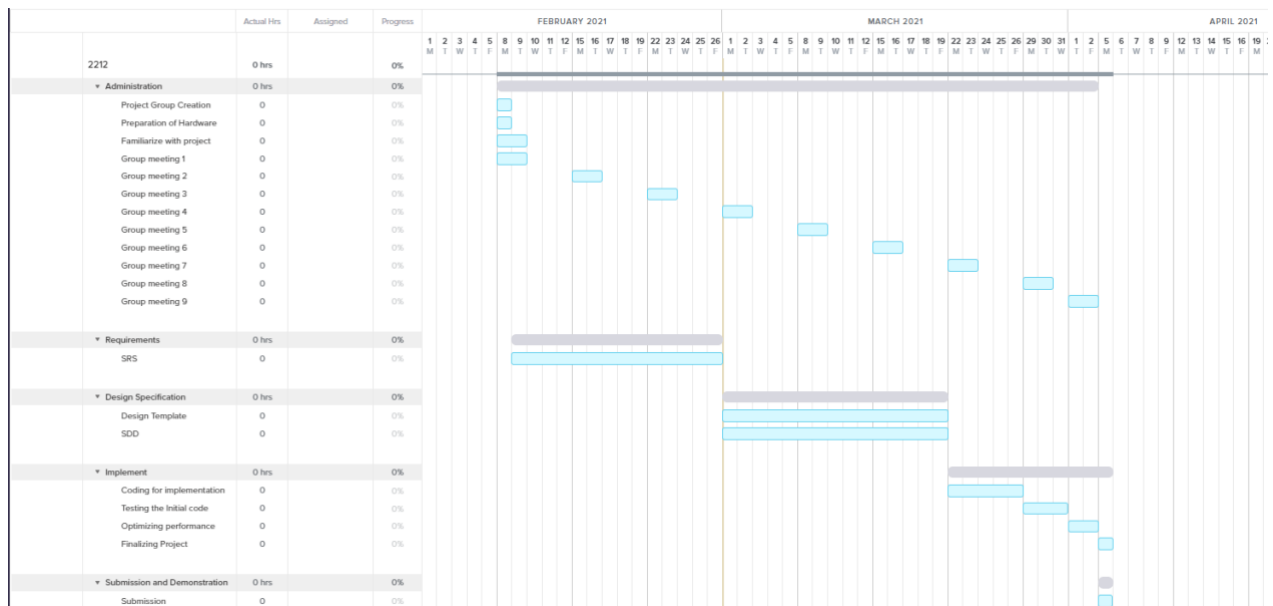 Actual Hrs Assigned Progress FEBRUARY 2021 MARCH 2021 APRIL 2021
1 2 3 4 5 8 9 10 11 12 15 16 17 18 19 22 23 24 25 26 1 2 3 4 5 8 9 10 11 12 15 16 17 18 19 22 23 24 25 26 29 30 31 1 2 5 6 7 8 9 12 13 14 15 16 19
M T W T F M T W T F M T W T F M T W T F M T W T F M T W T F M T W T F M T W T F M T W T F M T W T F M T W T F M
2212 0 hrs 0%
Administration 0 hrs 0%
Project Group Creation 0 0%
Preparation of Hardware 0 0%
Familiarize with project 0 0%
Group meeting 1 0 0%
Group meeting 2 0 0%
Group meeting 3 0 0%
Group meeting 4 0 0%
Group meeting 5 0 0%
Group meeting 6 0 0%
Group meeting 7 0 0%
Group meeting 8 0 0%
Group meeting 9 0 0%
Requirements 0 hrs 0%
SRS 0 0%
Design Specification 0 hrs 0%
Design Template 0 0%
SDD 0 0%
Implement 0 hrs 0%
Coding for implementation 0 0%
Testing the Initial code 0 0%
Optimizing performance 0 0%
Finalizing Project 0 0%
Submission and Demonstration 0 hrs 0%
Submission 0 0%